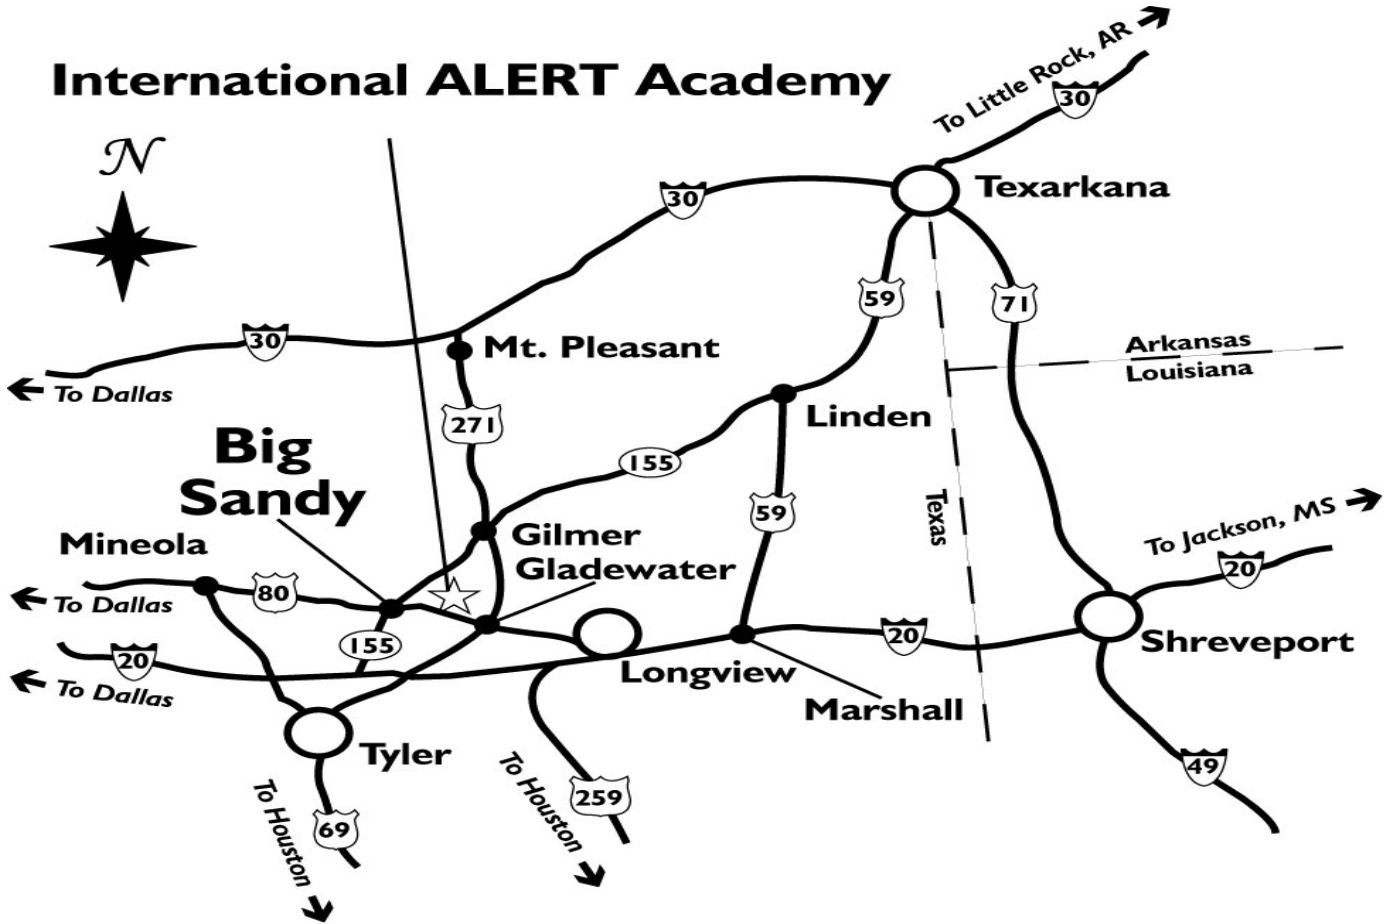 To Little Rock, AR
30
International ALERT Academy
N
30
Texarkana
59
71
30
Mt. Pleasant
Arkansas
Louisiana
To Dallas
271
Linden
Big
Sandy
155
59
Texas
Mineola
Gilmer
Gladewater
To Jackson, MS
20
80
To Dallas
155
20
20
Shreveport
To Dallas
Longview
Marshall
Tyler
49
To Houston
259
To Houston
69